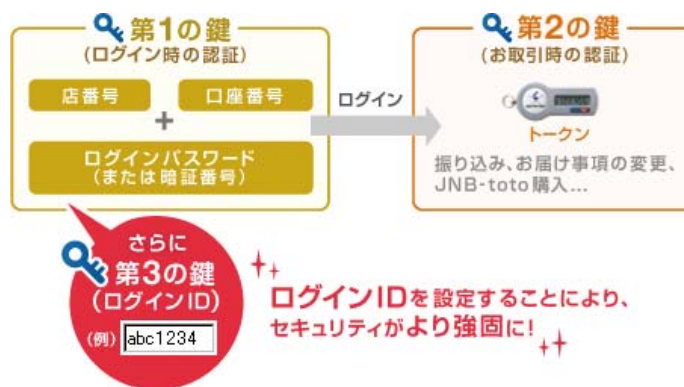 第1の鍵
(ログイン時の認証)
店番号
口座番号
+
ログインパスワード
(または暗証番号)
ログイン
第2の鍵
(お取引時の認証)
トークン
振り込み、お届け事項の変更、
JNB-toto購入...
さらに
第3の鍵
(ログインID)
(例) abc1234
ログインIDを設定することにより、
セキュリティがより強固に!